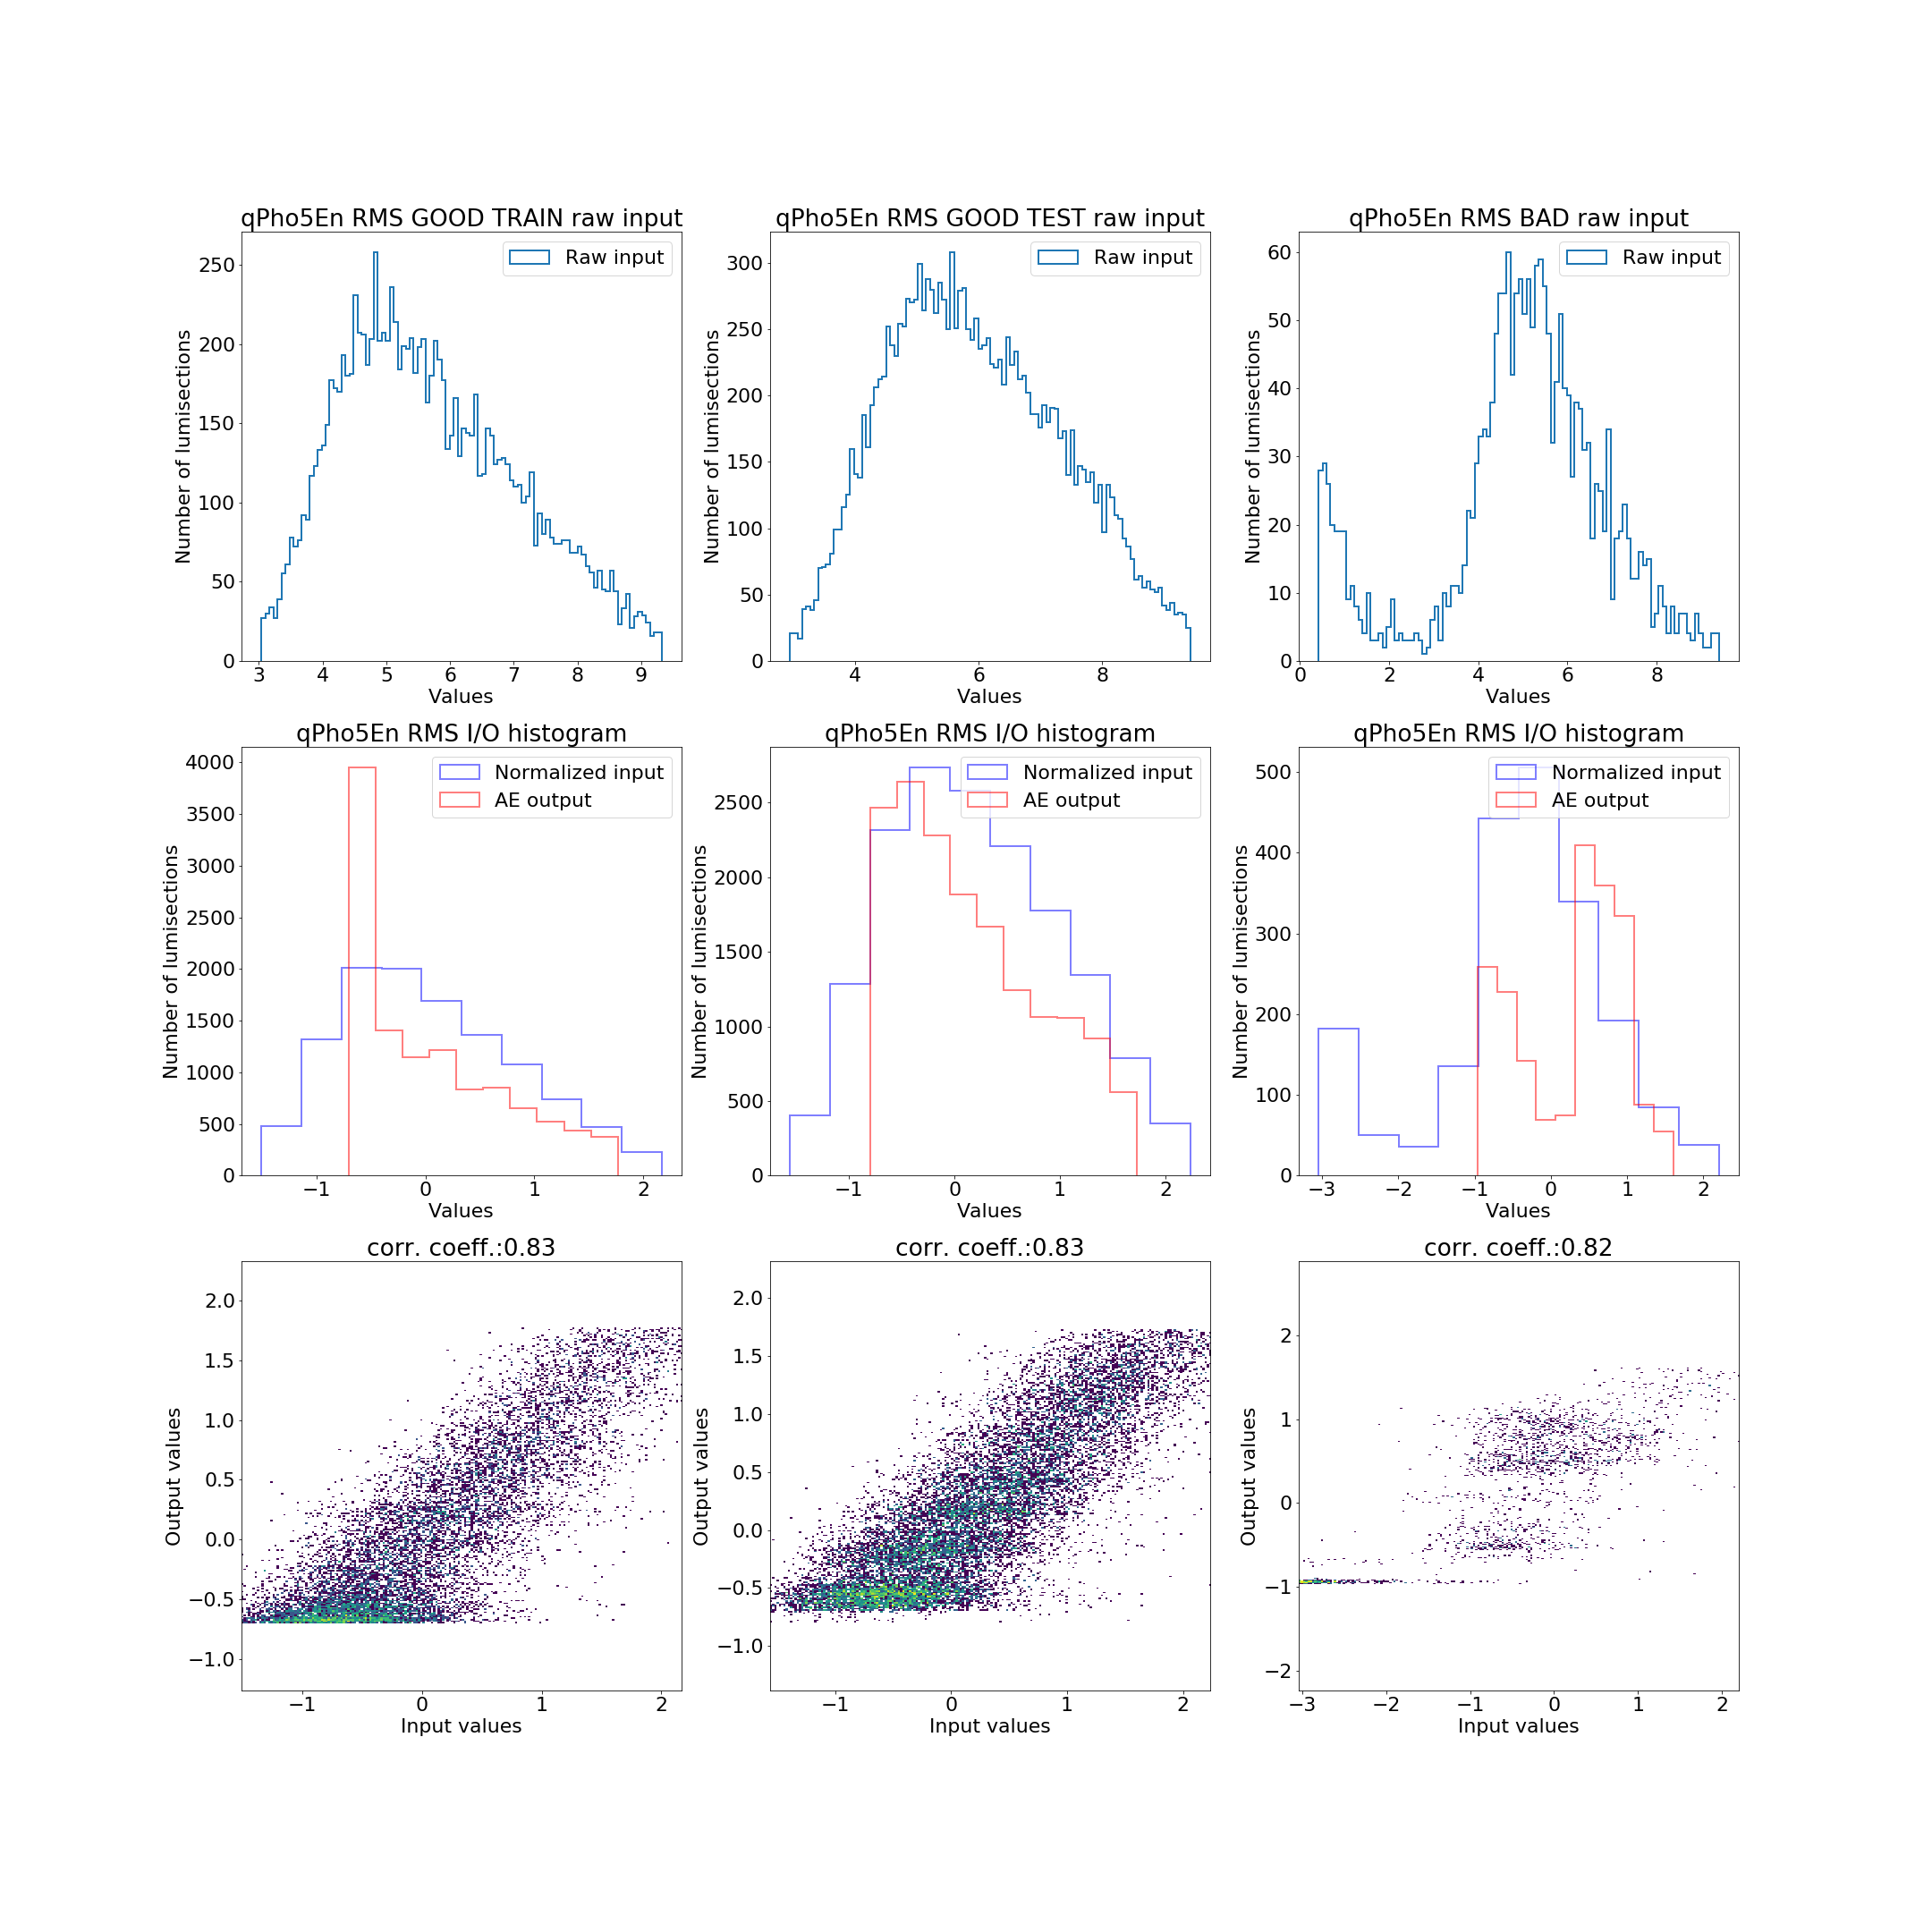 qPho5En RMS GOOD TRAIN raw input
Raw input
Number of lumisections
250
200
150
100
50
0
3 4 5 6 7 8 9
Values
qPho5En RMS GOOD TEST raw input
Raw input
Number of lumisections
300
250
200
150
100
50
0
4 6 8
Values
qPho5En RMS BAD raw input
Raw input
Number of lumisections
60
50
40
30
20
10
0
0 2 4 6 8
Values
qPho5En RMS I/O histogram
Normalized input
AE output
Number of lumisections
4000
3500
3000
2500
2000
1500
1000
500
0
−1 0 1 2
Values
qPho5En RMS I/O histogram
Normalized input
AE output
Number of lumisections
2500
2000
1500
1000
500
0
−1 0 1 2
Values
qPho5En RMS I/O histogram
Normalized input
AE output
Number of lumisections
500
400
300
200
100
0
−3 −2 −1 0 1 2
Values
corr. coeff.:0.83
Output values
2.0
1.5
1.0
0.5
0.0
−0.5
−1.0
−1 0 1 2
Input values
corr. coeff.:0.83
Output values
2.0
1.5
1.0
0.5
0.0
−0.5
−1.0
−1 0 1 2
Input values
corr. coeff.:0.82
Output values
2
1
0
−1
−2
−3 −2 −1 0 1 2
Input values